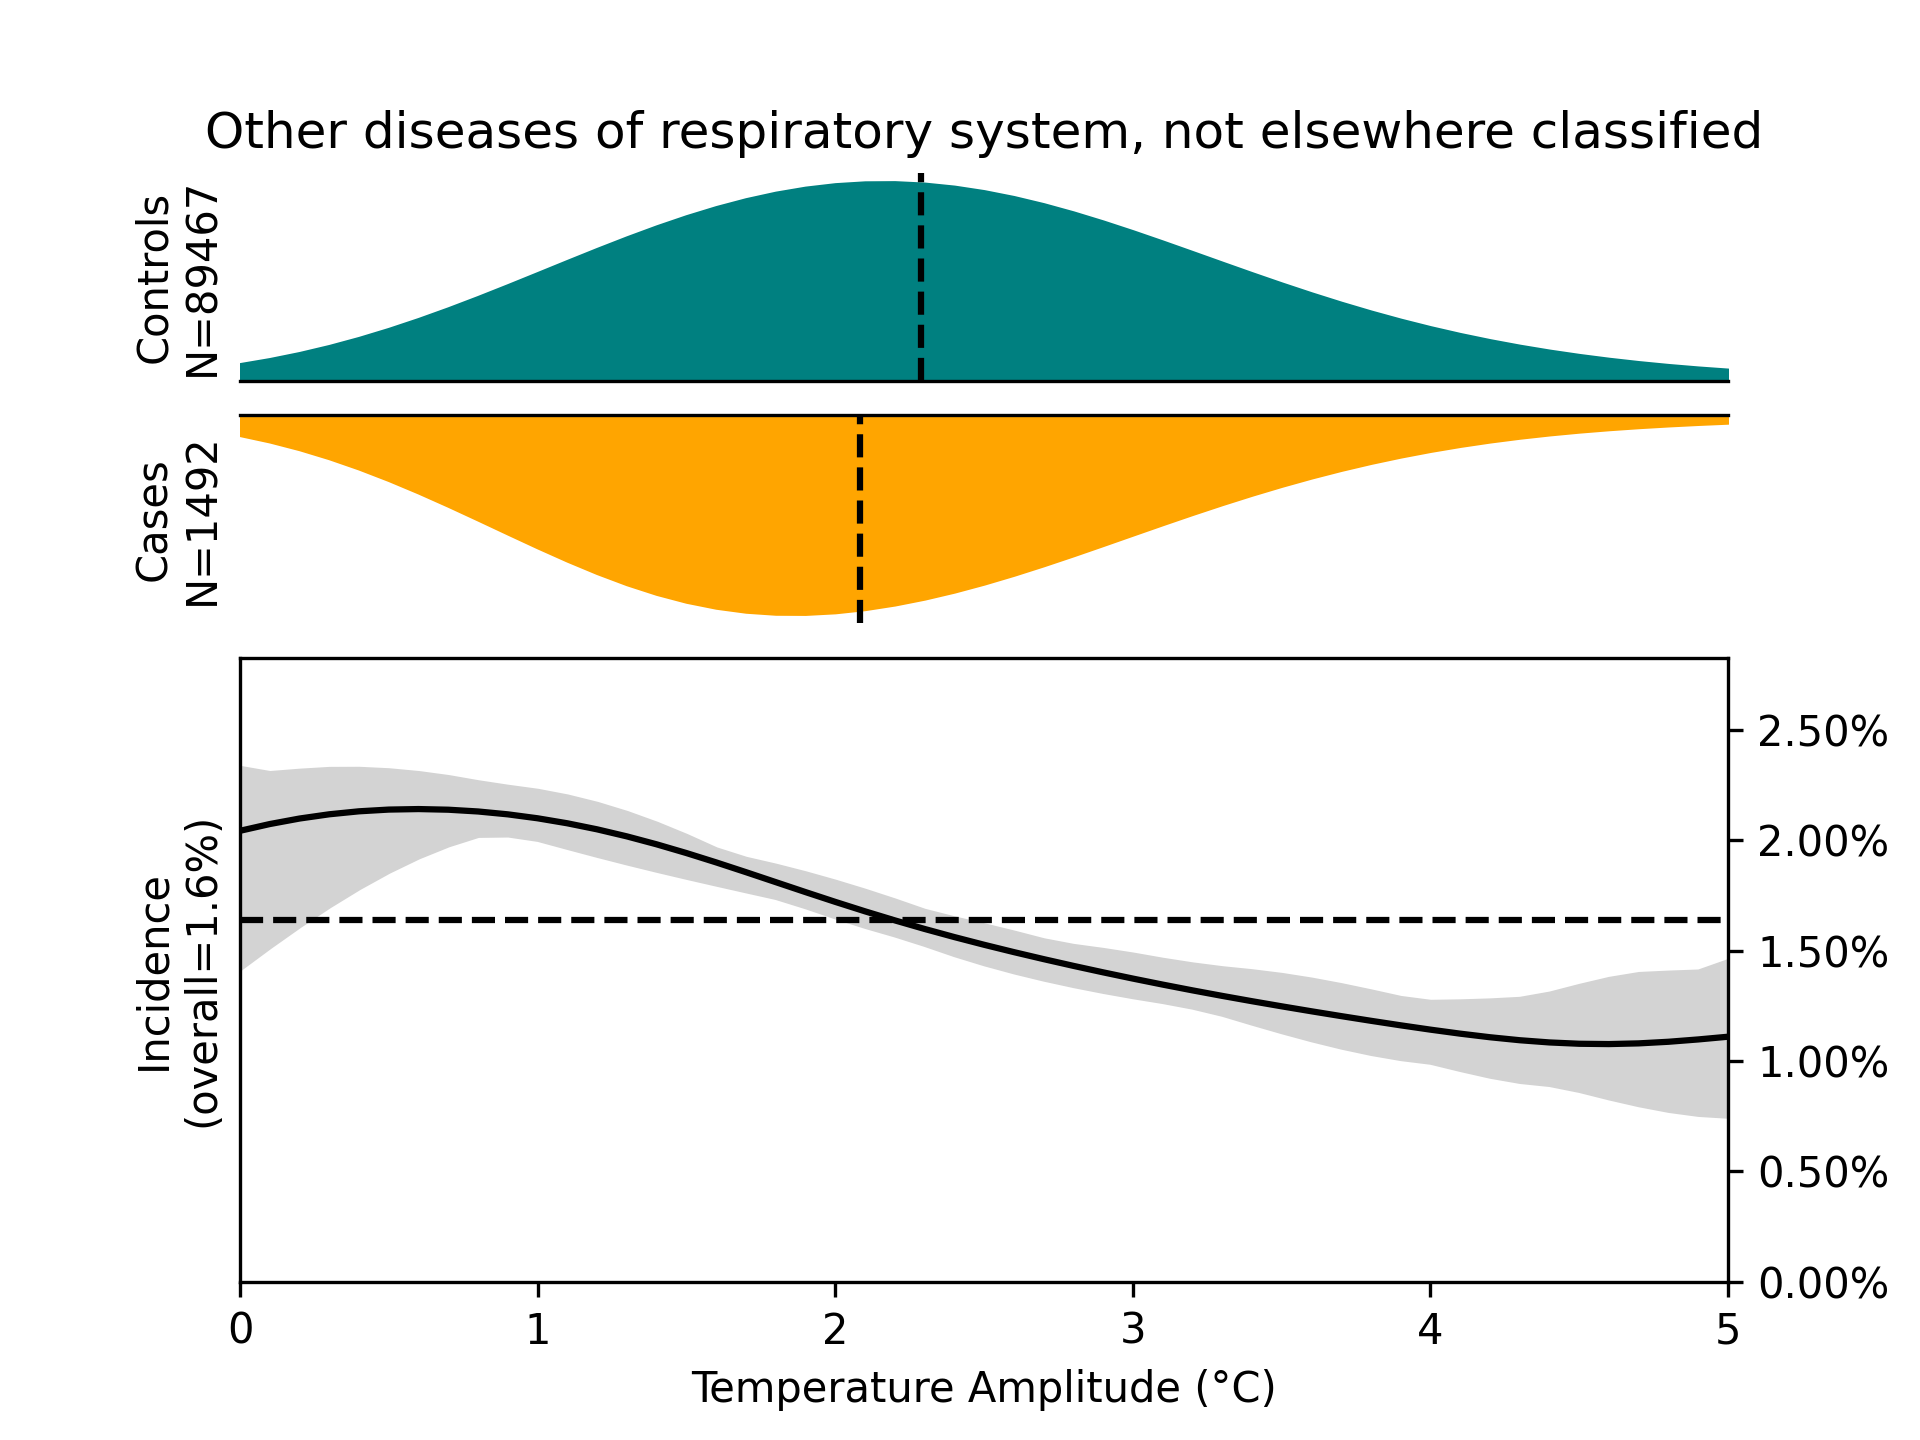 Other diseases of respiratory system, not elsewhere classified
Controls
N=89467
Cases
N=1492
Incidence
(overall=1.6%)
2.50%
2.00%
1.50%
1.00%
0.50%
0.00%
0 1 2 3 4 5
Temperature Amplitude (°C)